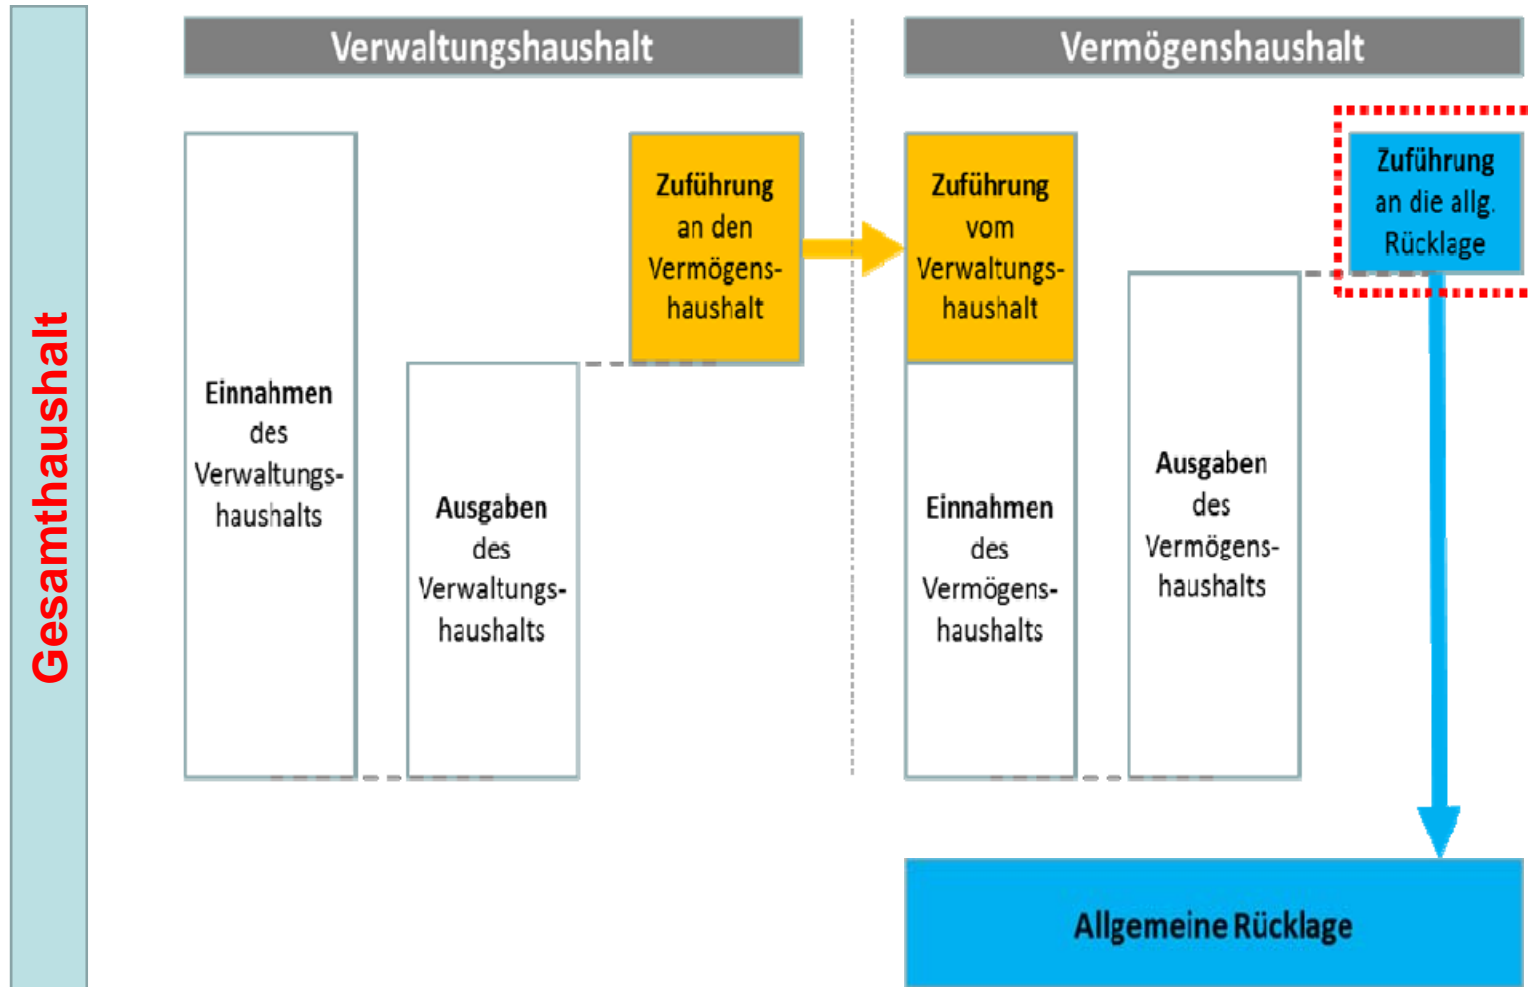 Gesamthaushalt
Verwaltungshaushalt
Einnahmen
des
Verwaltungs-
haushalts
Ausgaben
des
Verwaltungs-
haushalts
Zuführung
an den
Vermögens-
haushalt
Vermögenshaushalt
Zuführung
vom
Verwaltungs-
haushalt
Einnahmen
des
Vermögens-
haushalts
Ausgaben
des
Vermögens-
haushalts
Zuführung
an die allg.
Rücklage
Allgemeine Rücklage